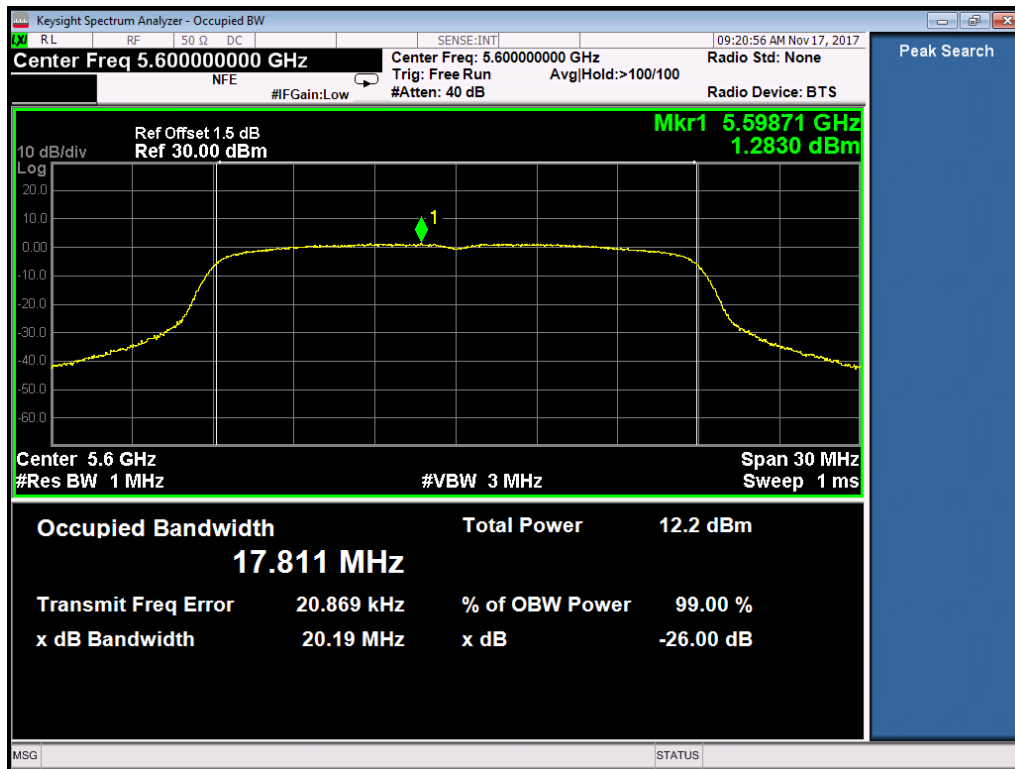 Keysight Spectrum Analyzer - Occupied BW
LXI RL RF 50 Ω DC SENSE:INT 09:20:56 AM Nov 17, 2017
Center Freq 5.600000000 GHz
NFE
#IFGain:Low
Center Freq: 5.600000000 GHz
Trig: Free Run Avg|Hold:>100/100
#Atten: 40 dB
Radio Std: None
Radio Device: BTS
Peak Search
Mkr1 5.59871 GHz
1.2830 dBm
Ref Offset 1.5 dB
10 dB/div Ref 30.00 dBm
Log
20.0
10.0
1
0.00
-10.0
-20.0
-30.0
-40.0
-50.0
-60.0
Center 5.6 GHz Span 30 MHz
#Res BW 1 MHz #VBW 3 MHz Sweep 1 ms
Occupied Bandwidth Total Power 12.2 dBm
17.811 MHz
Transmit Freq Error 20.869 kHz % of OBW Power 99.00 %
x dB Bandwidth 20.19 MHz x dB -26.00 dB
MSG STATUS